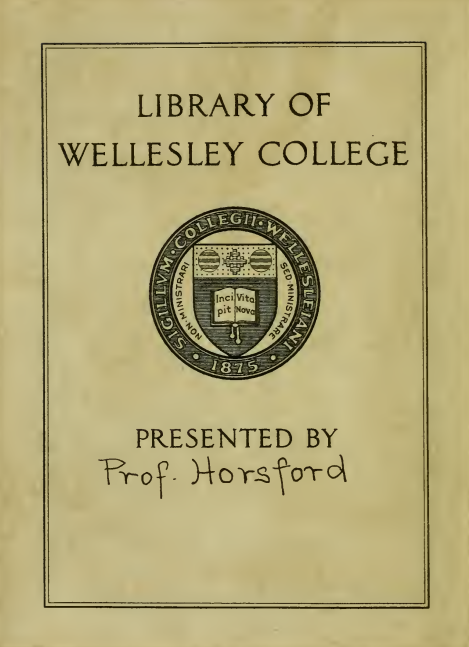 LIBRARY OF
WELLESLEY COLLEGE
SIGILLVM·COLLEGII·WELLESLEIANI
NON·MINISTRARI
SED MINISTRARE
Inci Vita
pit Nova
· 1875 ·
PRESENTED BY
Prof. Horsford